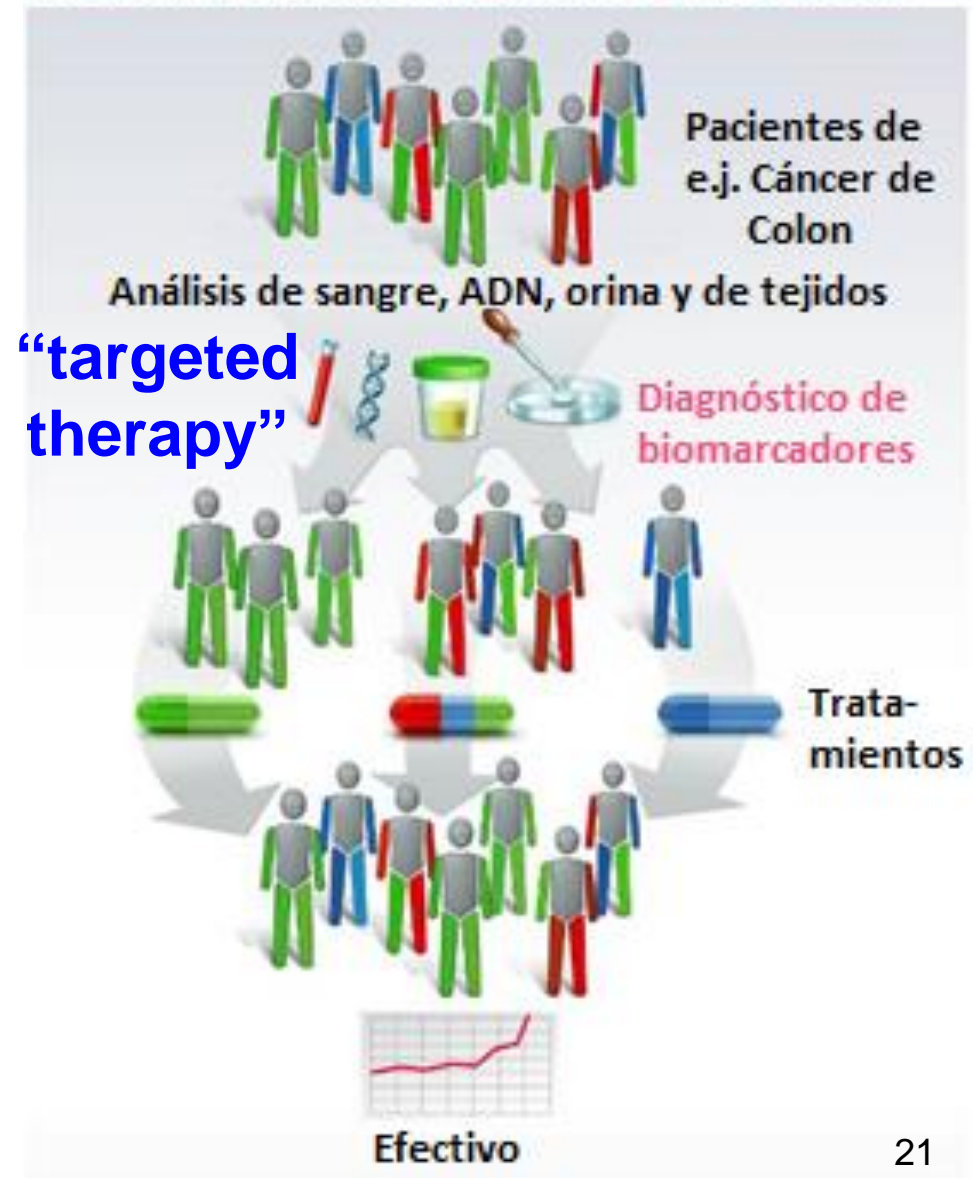 Pacientes de
e.j. Cáncer de
Colon
Análisis de sangre, ADN, orina y de tejidos
“targeted
therapy”
Diagnóstico de
biomarcadores
Trata-
mientos
Efectivo
21